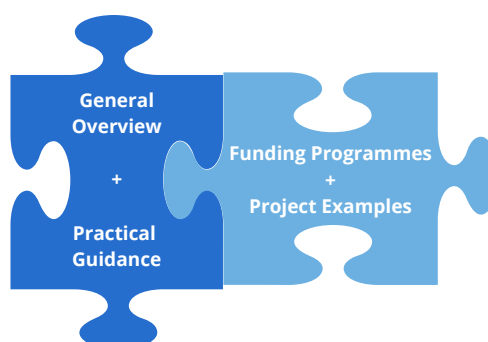 General
Overview
+
Practical
Guidance
Funding Programmes
+
Project Examples